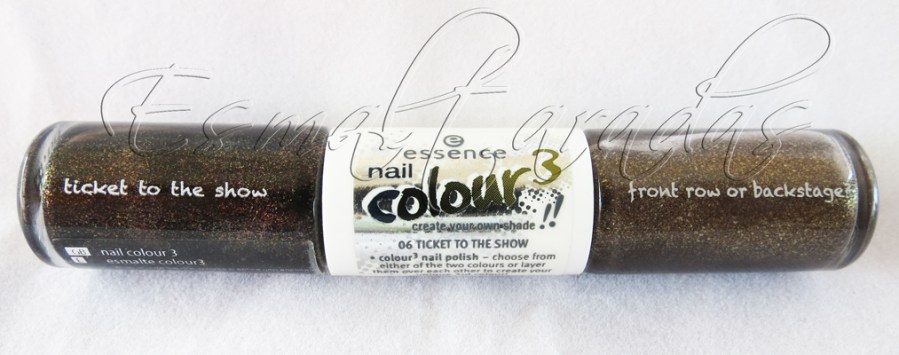 Esmaltaradas
ticket to the show
nail colour 3
esmalte colour3
essence
nail
colour3
create your own shade !!
06 TICKET TO THE SHOW
• colour³ nail polish – choose from
either of the two colours or layer
them over each other to create your
front row or backstage